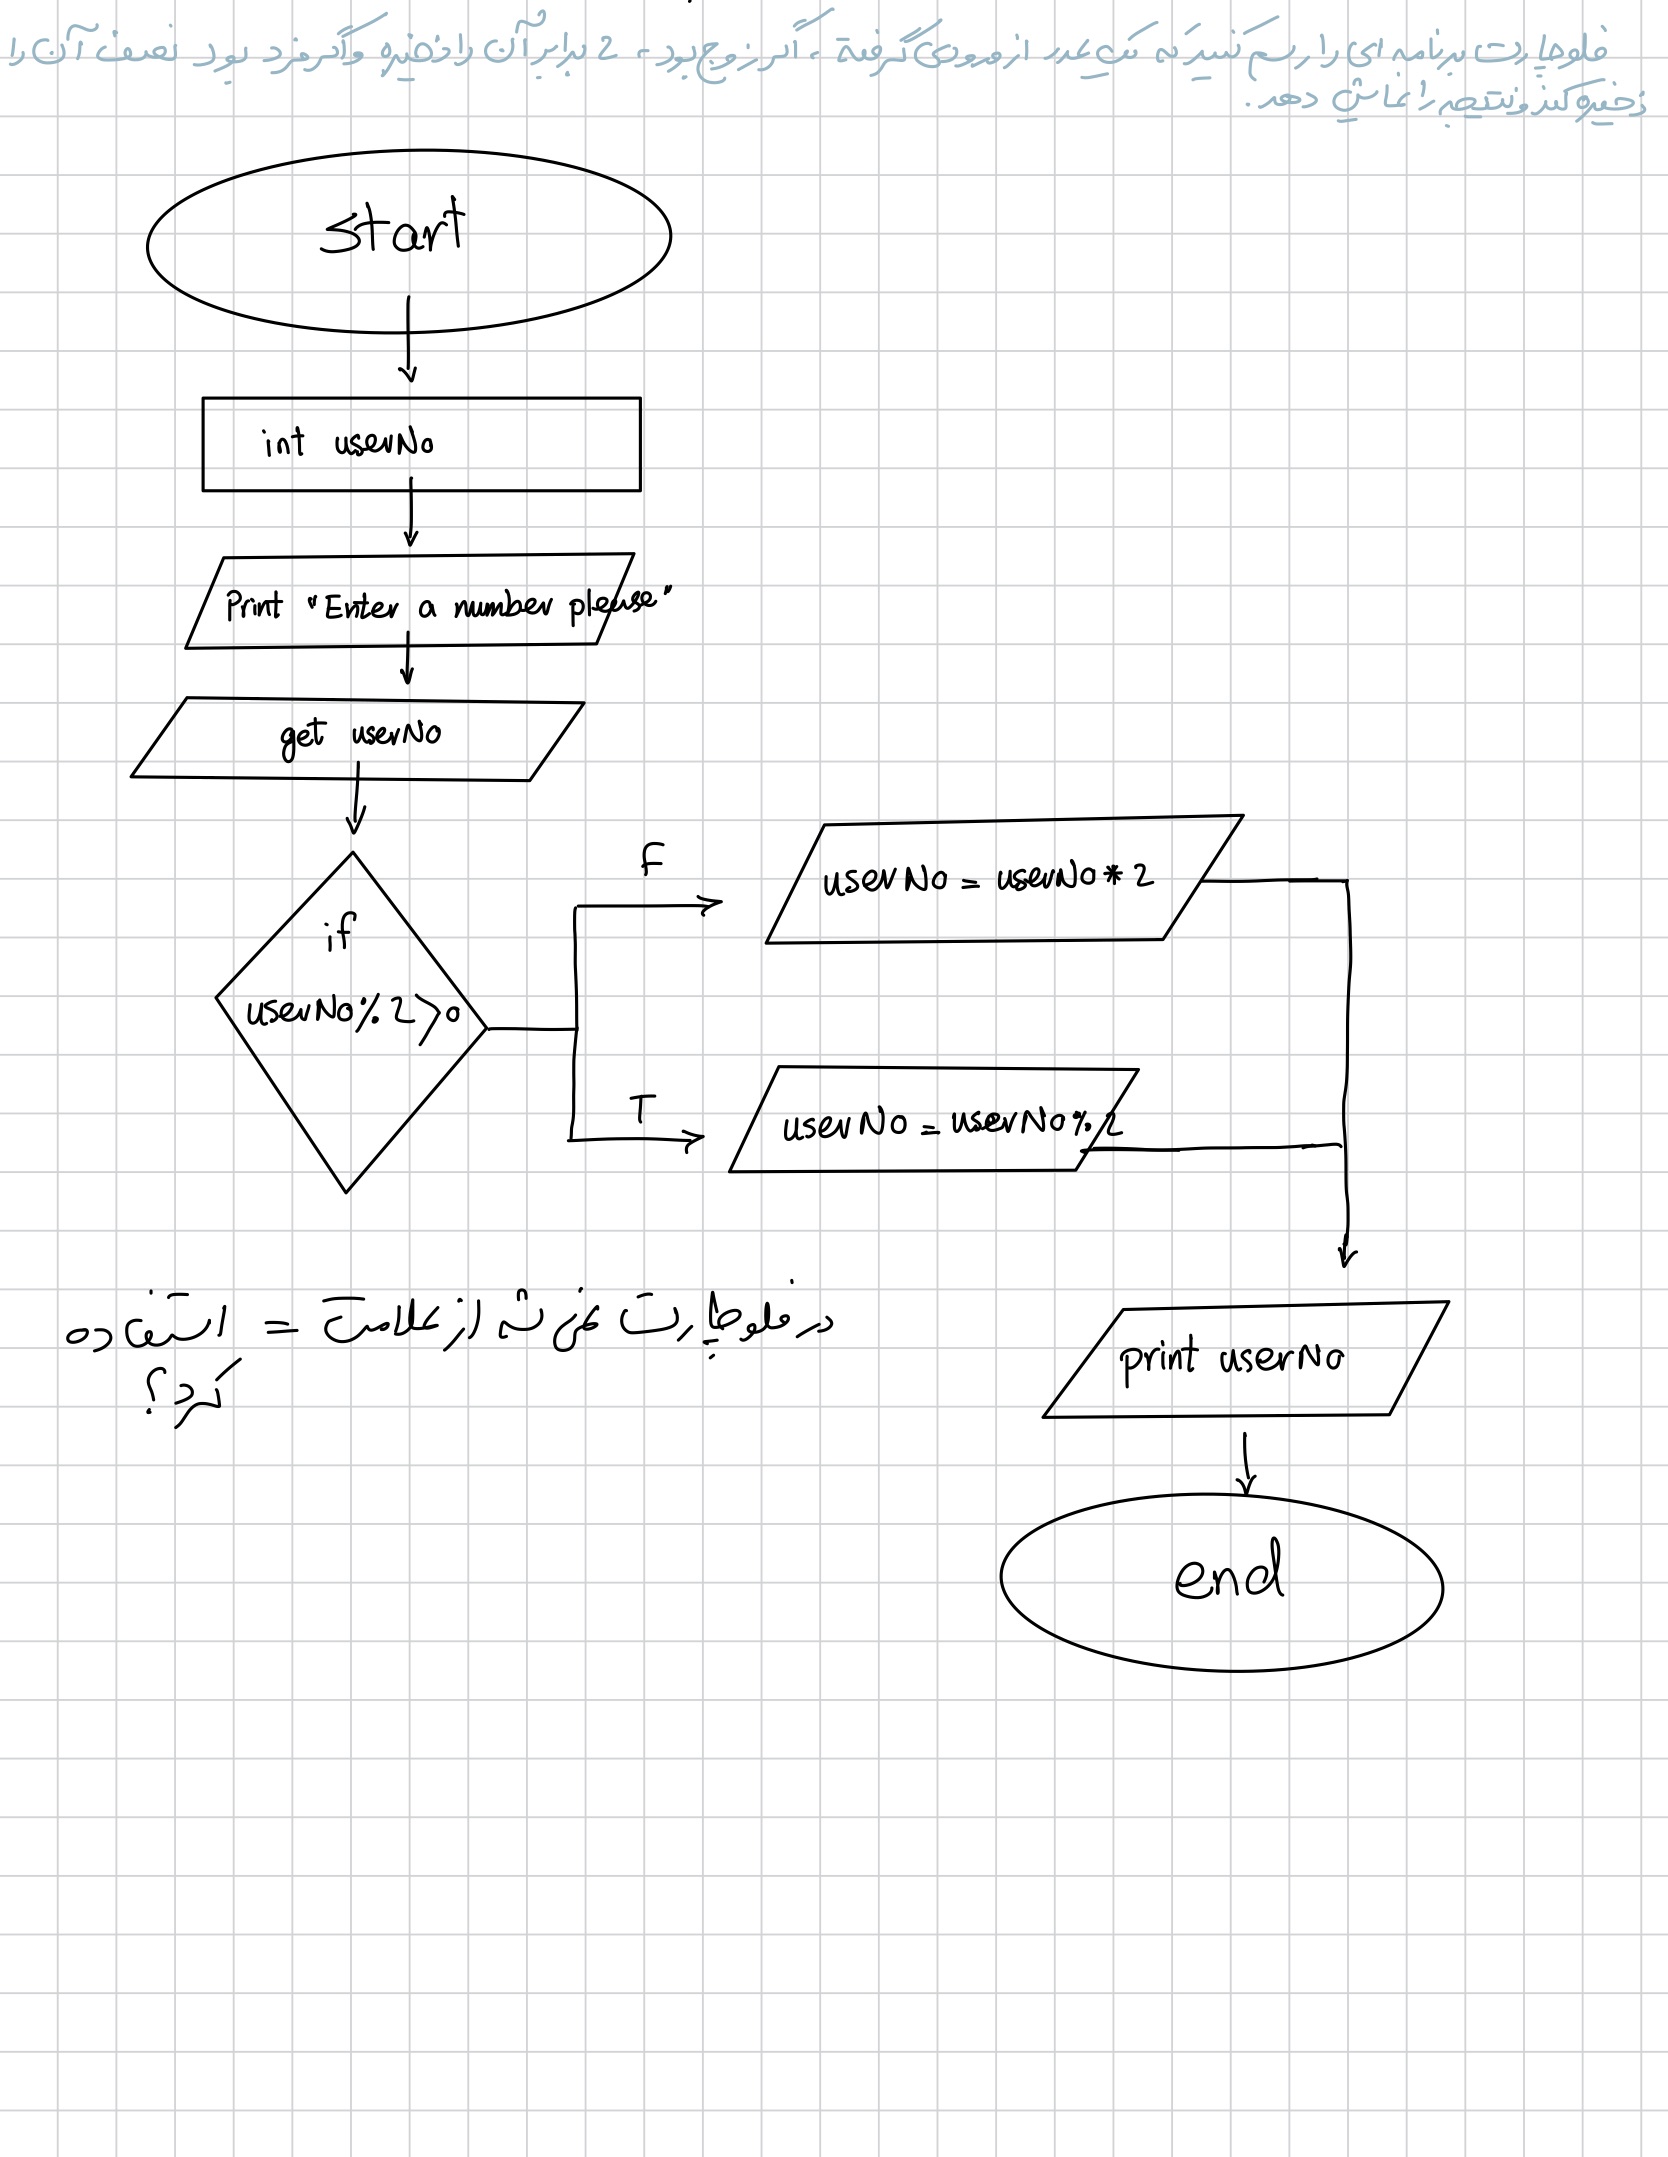 فلوچارت برنامه ای را رسم کنید که یک عدد از ورودی گرفته ، اگر زوج بود ، 2 برابر آن را ذخیره و اگر فرد بود نصف آن را
ذخیره کند و نتیجه را نمایش دهد .
Start
int userNo
Print "Enter a number please"
get userNo
if
userNo%2>0
F
userNo = userNo*2
T
userNo = userNo%2
در فلوچارت نمی شه از علامت = استفاده
کرد؟
print userNo
end